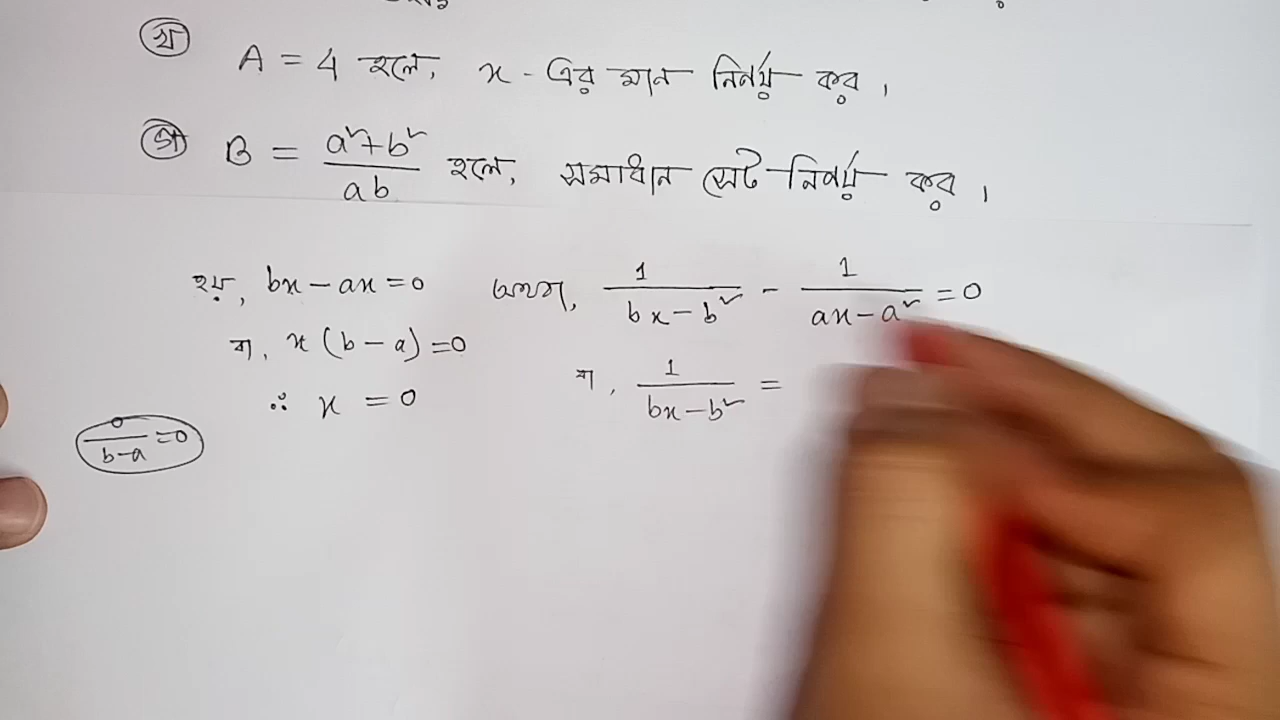 (খ) A = 4 হলে, x - এর মান নির্ণয় কর।
(গ) B = (a²+b²)/(ab) হলে, সমাধান সেট নির্ণয় কর।
হয়, bx - ax = 0 অথবা, 1/(bx - b²) - 1/(ax - a²) = 0
বা, x (b - a) = 0
বা, 1/(bx - b²) =
∴ x = 0
0/(b-a) = 0